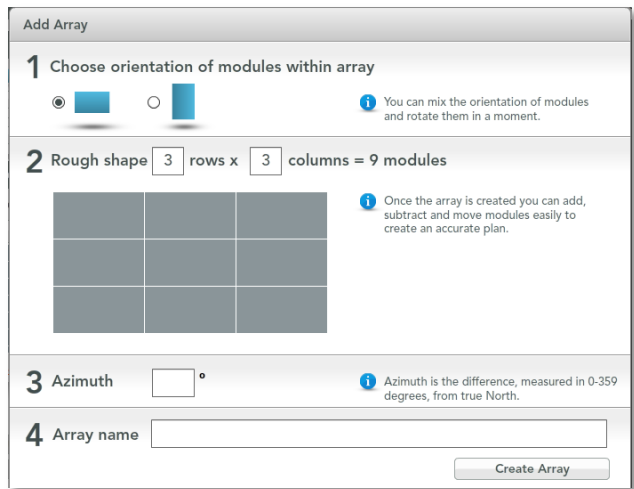 Add Array
1 Choose orientation of modules within array
You can mix the orientation of modules
and rotate them in a moment.
2 Rough shape 3 rows x 3 columns = 9 modules
Once the array is created you can add,
subtract and move modules easily to
create an accurate plan.
3 Azimuth °
Azimuth is the difference, measured in 0-359
degrees, from true North.
4 Array name
Create Array